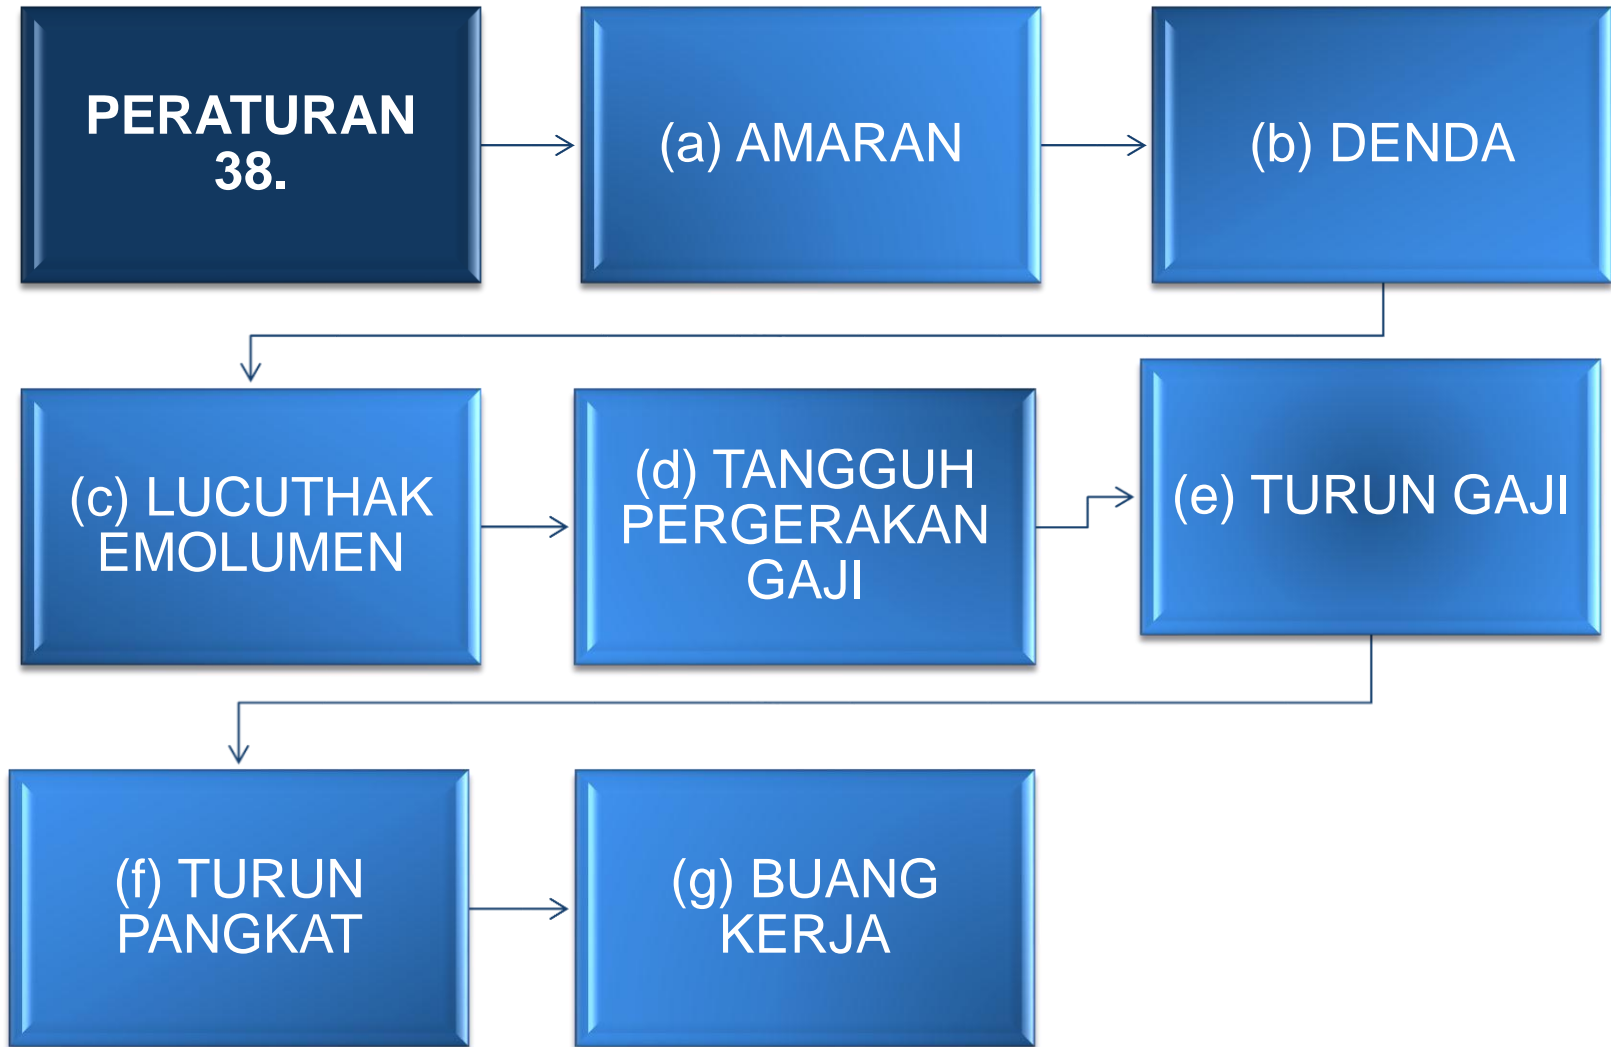 PERATURAN
38.
(a) AMARAN
(b) DENDA
(c) LUCUTHAK
EMOLUMEN
(d) TANGGUH
PERGERAKAN
GAJI
(e) TURUN GAJI
(f) TURUN
PANGKAT
(g) BUANG
KERJA